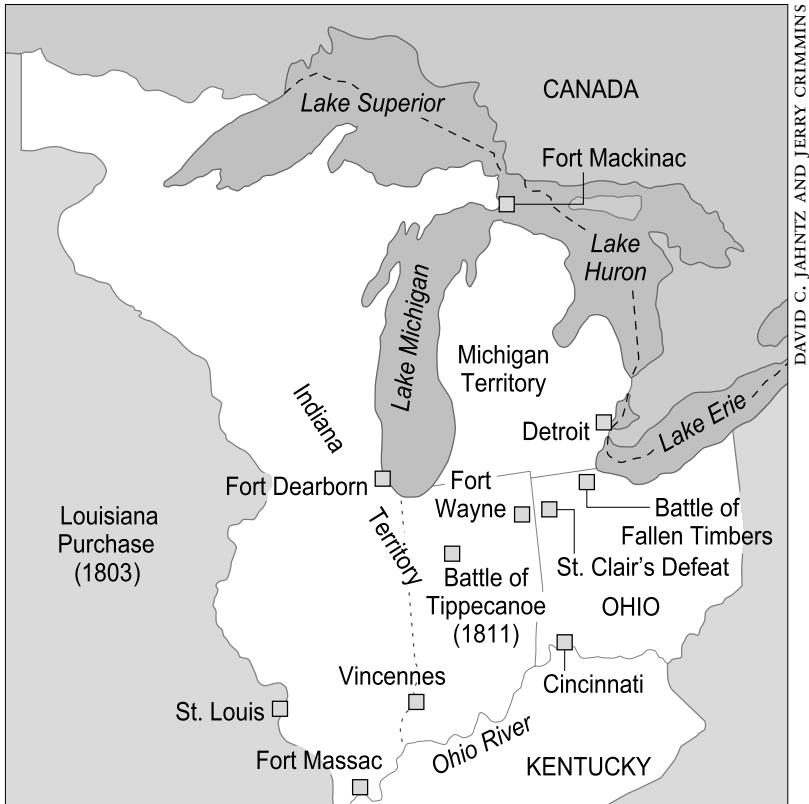 CANADA
Lake Superior
Fort Mackinac
Lake
Huron
Lake Michigan
Michigan
Territory
Indiana
Territory
Detroit
Lake Erie
Fort Dearborn
Fort
Wayne
Battle of
Fallen Timbers
St. Clair's Defeat
Louisiana
Purchase
(1803)
Battle of
Tippecanoe
(1811)
OHIO
Vincennes
Cincinnati
St. Louis
Ohio River
Fort Massac
KENTUCKY
DAVID C. JAHNTZ AND JERRY CRIMMINS